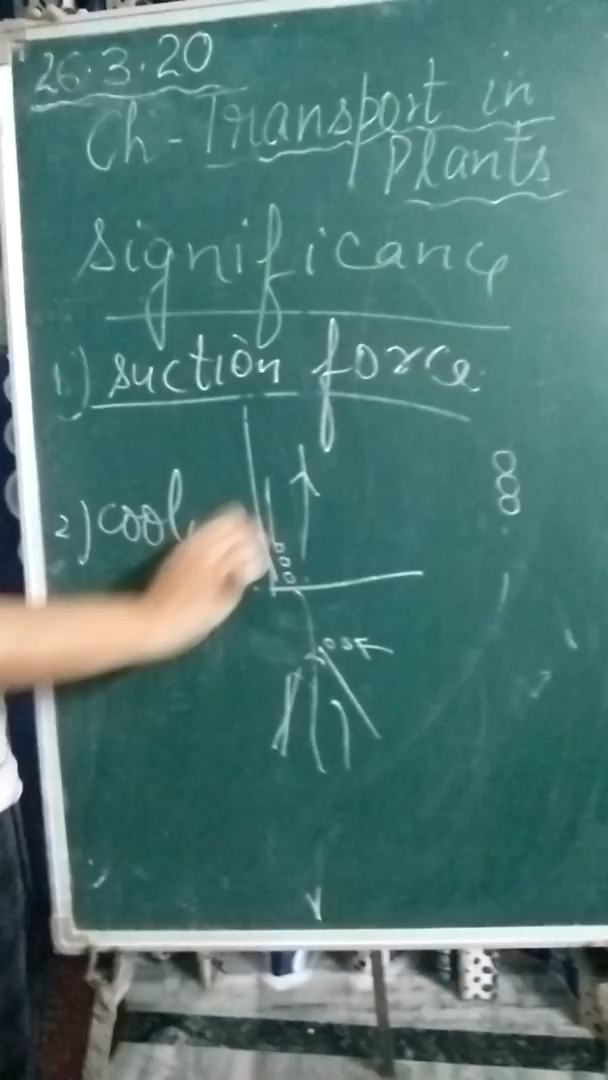 26.3.20
Ch-Transport in
Plants
significance
1) suction force
2) cool